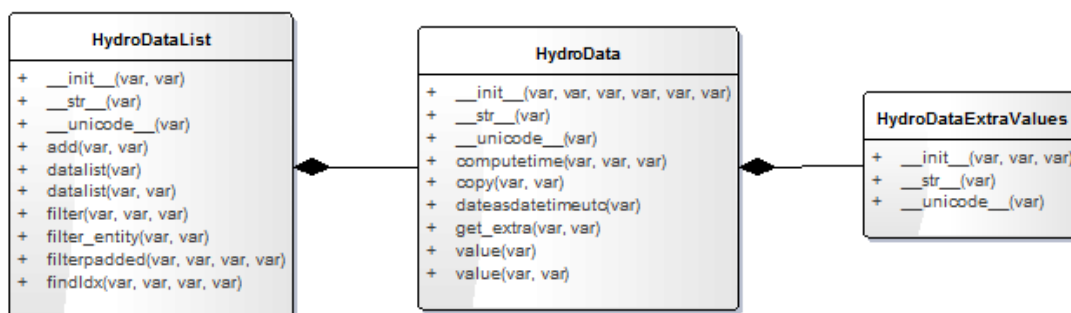 HydroDataList
+ __init__(var, var)
+ __str__(var)
+ __unicode__(var)
+ add(var, var)
+ datalist(var)
+ datalist(var, var)
+ filter(var, var, var)
+ filter_entity(var, var)
+ filterpadded(var, var, var, var)
+ findIdx(var, var, var, var)
HydroData
+ __init__(var, var, var, var, var, var)
+ __str__(var)
+ __unicode__(var)
+ computetime(var, var, var)
+ copy(var, var)
+ dateasdatetimeutc(var)
+ get_extra(var, var)
+ value(var)
+ value(var, var)
HydroDataExtraValues
+ __init__(var, var, var)
+ __str__(var)
+ __unicode__(var)